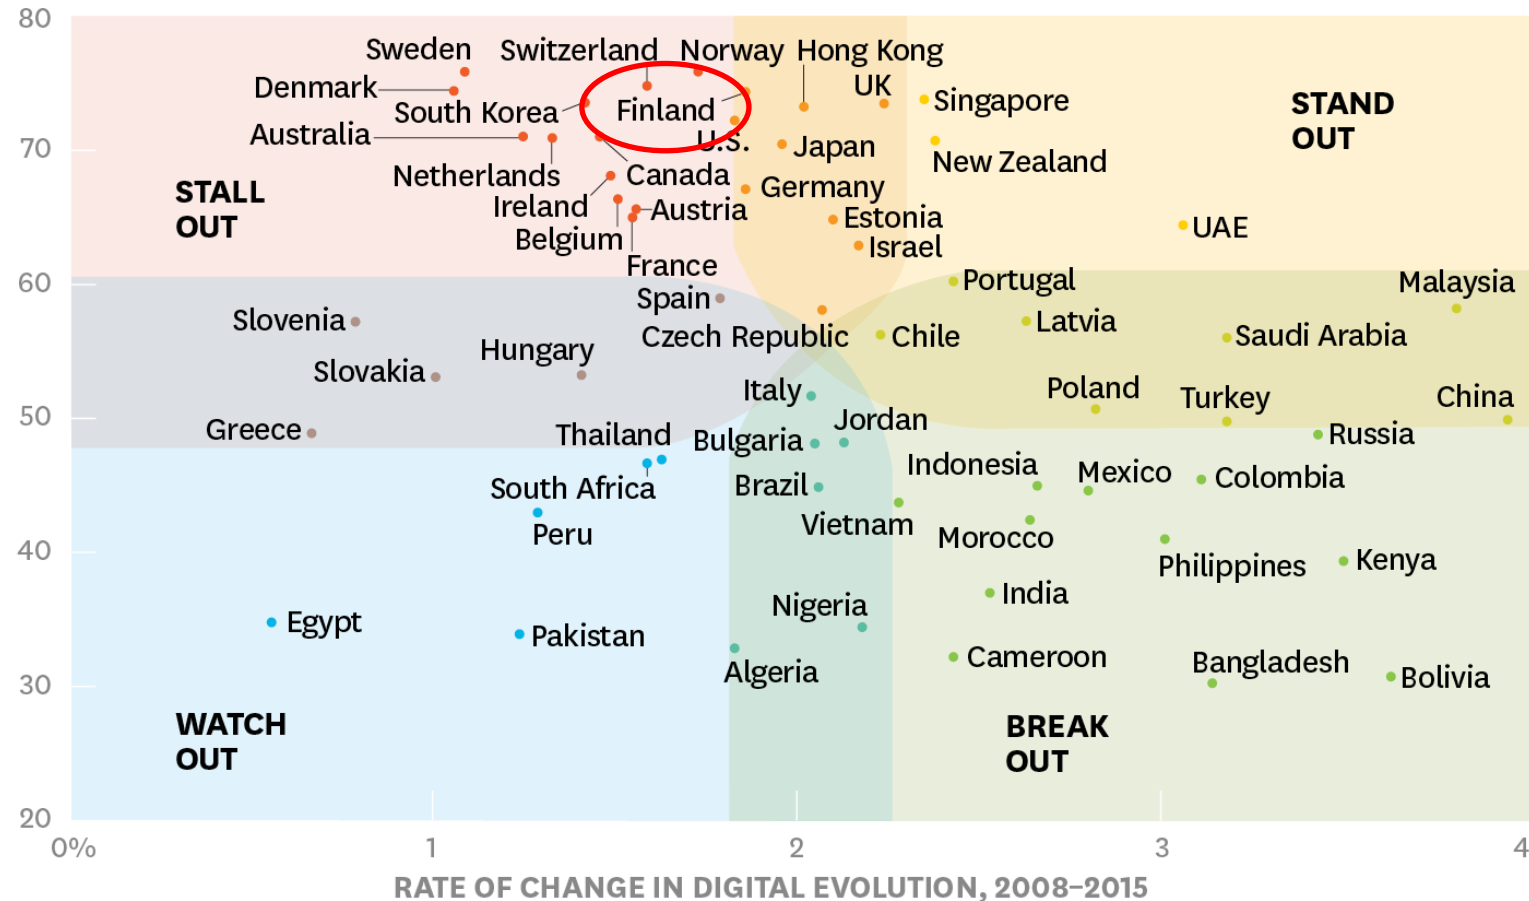 80
Sweden
Switzerland
Norway
Hong Kong
Denmark
UK
South Korea
Finland
Singapore
STAND
OUT
Australia
U.S.
Japan
70
New Zealand
Netherlands
Canada
Germany
STALL
OUT
Ireland
Austria
Estonia
UAE
Belgium
Israel
France
60
Portugal
Malaysia
Spain
Slovenia
Czech Republic
Chile
Latvia
Saudi Arabia
Hungary
Slovakia
Italy
Poland
Turkey
China
50
Greece
Thailand
Bulgaria
Jordan
Russia
South Africa
Brazil
Indonesia
Mexico
Colombia
Peru
Vietnam
Morocco
40
Philippines
Kenya
Nigeria
India
Egypt
Pakistan
Algeria
Cameroon
Bangladesh
Bolivia
30
WATCH
OUT
BREAK
OUT
20
0% 1 2 3 4
RATE OF CHANGE IN DIGITAL EVOLUTION, 2008–2015